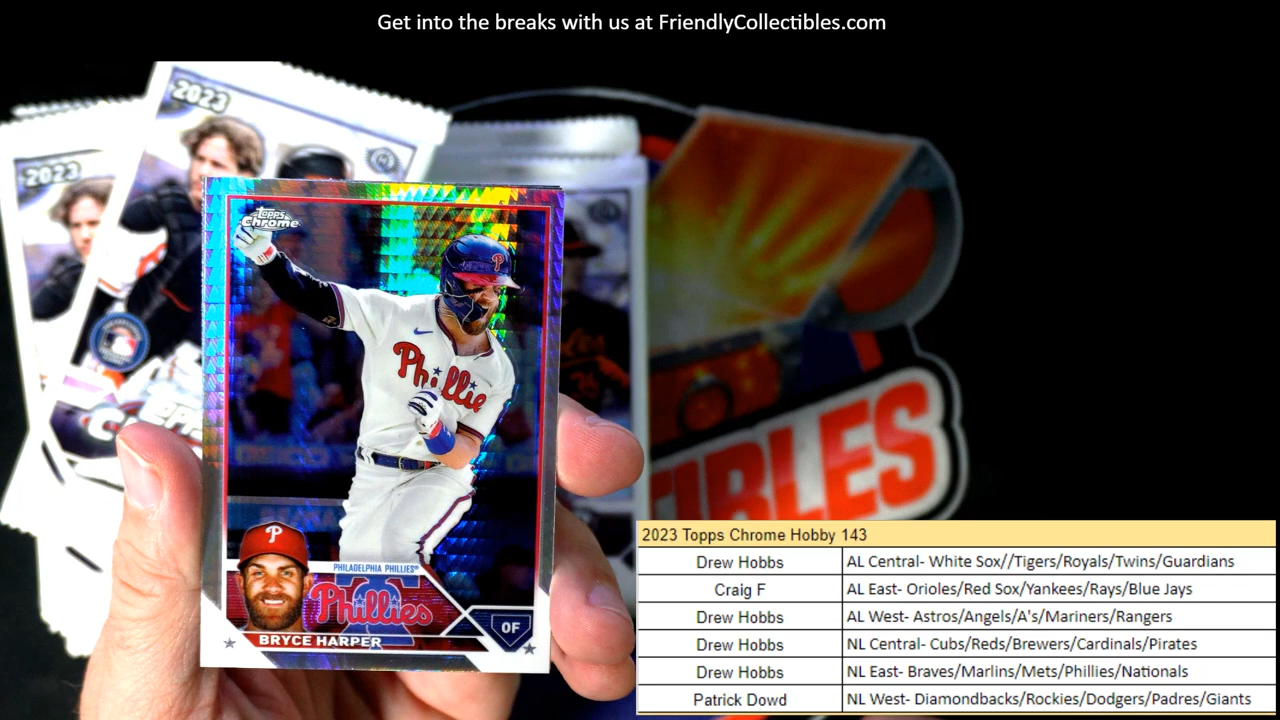 Get into the breaks with us at FriendlyCollectibles.com
2023
2023
Topps
Chrome
P
Phillies
P
PHILADELPHIA PHILLIES®
Phillies
OF
BRYCE HARPER
TIBLES
2023 Topps Chrome Hobby 143
Drew Hobbs AL Central- White Sox//Tigers/Royals/Twins/Guardians
Craig F AL East- Orioles/Red Sox/Yankees/Rays/Blue Jays
Drew Hobbs AL West- Astros/Angels/A's/Mariners/Rangers
Drew Hobbs NL Central- Cubs/Reds/Brewers/Cardinals/Pirates
Drew Hobbs NL East- Braves/Marlins/Mets/Phillies/Nationals
Patrick Dowd NL West- Diamondbacks/Rockies/Dodgers/Padres/Giants